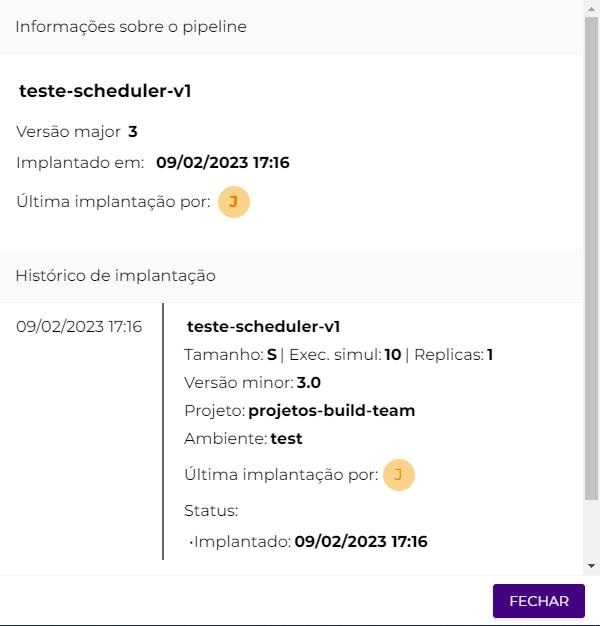 Informações sobre o pipeline
teste-scheduler-v1
Versão major 3
Implantado em: 09/02/2023 17:16
Última implantação por: J
Histórico de implantação
09/02/2023 17:16
teste-scheduler-v1
Tamanho: S | Exec. simul: 10 | Replicas: 1
Versão minor: 3.0
Projeto: projetos-build-team
Ambiente: test
Última implantação por: J
Status:
•Implantado: 09/02/2023 17:16
FECHAR